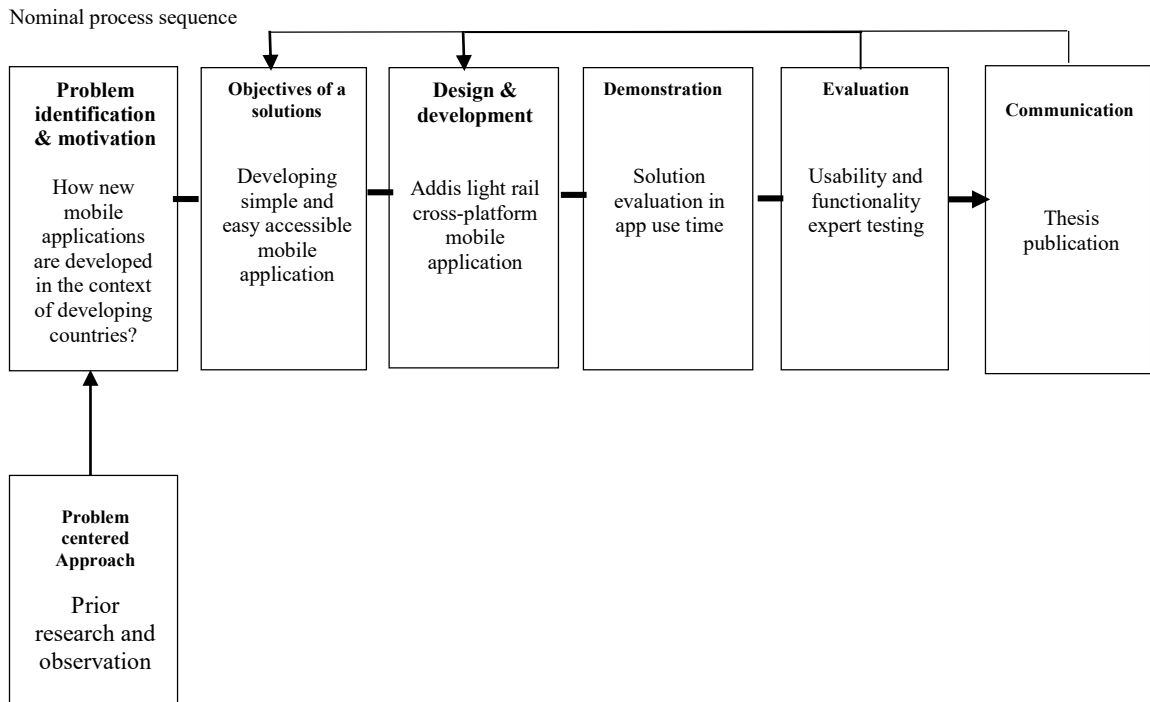 Nominal process sequence
Problem
identification
& motivation
How new
mobile
applications
are developed
in the context
of developing
countries?
Objectives of a
solutions
Developing
simple and
easy accessible
mobile
application
Design &
development
Addis light rail
cross-platform
mobile
application
Demonstration
Solution
evaluation in
app use time
Evaluation
Usability and
functionality
expert testing
Communication
Thesis
publication
Problem
centered
Approach
Prior
research and
observation